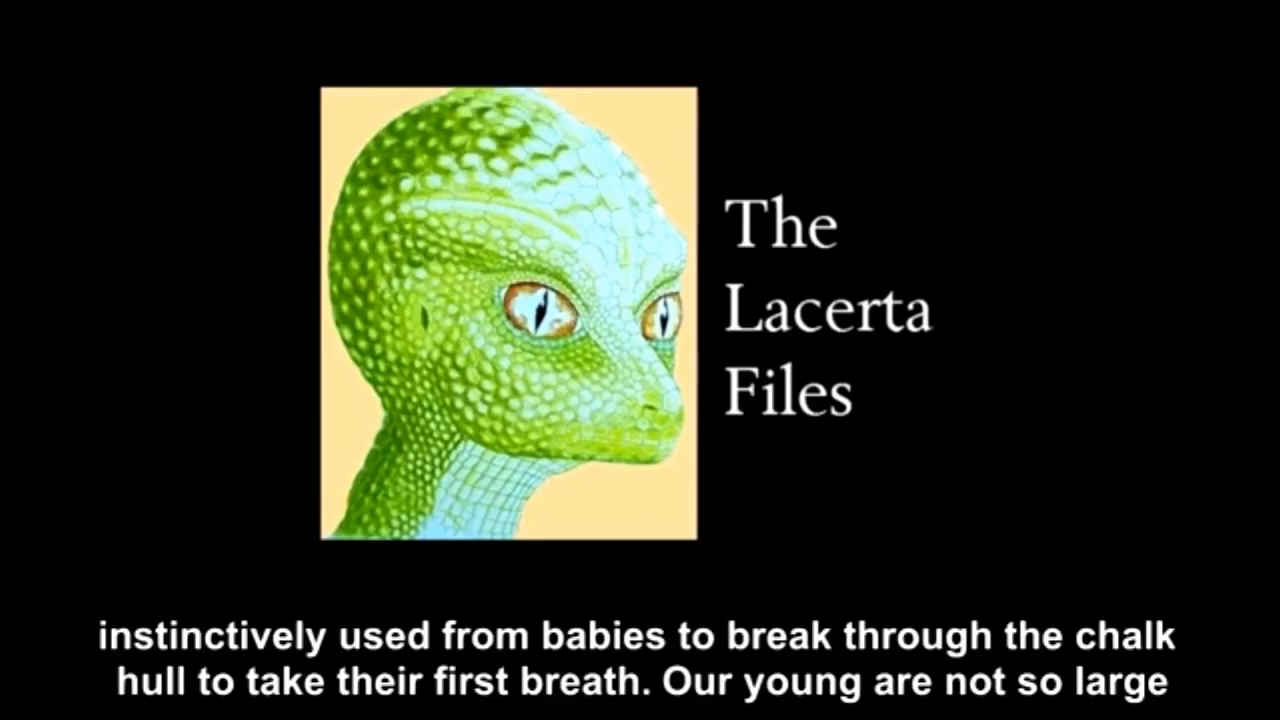 The
Lacerta
Files
instinctively used from babies to break through the chalk
hull to take their first breath. Our young are not so large